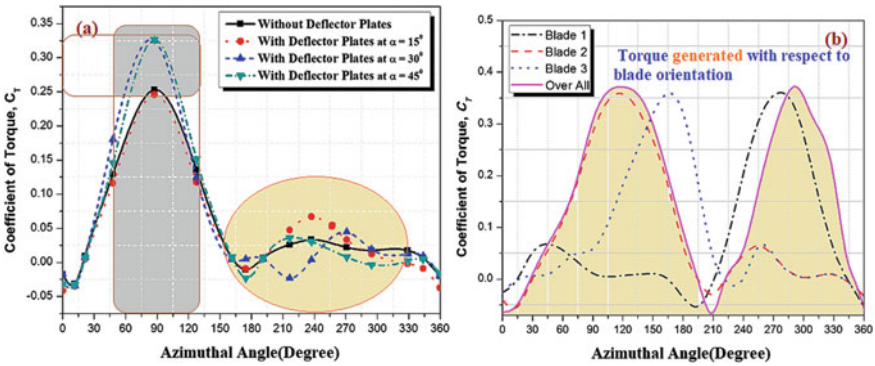 (a)
Without Deflector Plates
With Deflector Plates at α = 15°
With Deflector Plates at α = 30°
With Deflector Plates at α = 45°
Coefficient of Torque, C_T
0.35
0.30
0.25
0.20
0.15
0.10
0.05
0.00
-0.05
0 30 60 90 120 150 180 210 240 270 300 330 360
Azimuthal Angle(Degree)
(b)
Blade 1
Blade 2
Blade 3
Over All
Torque generated with respect to
blade orientation
Coefficient of Torque, C_T
0.5
0.4
0.3
0.2
0.1
0.0
0 30 60 90 120 150 180 210 240 270 300 330 360
Azimuthal Angle(Degree)